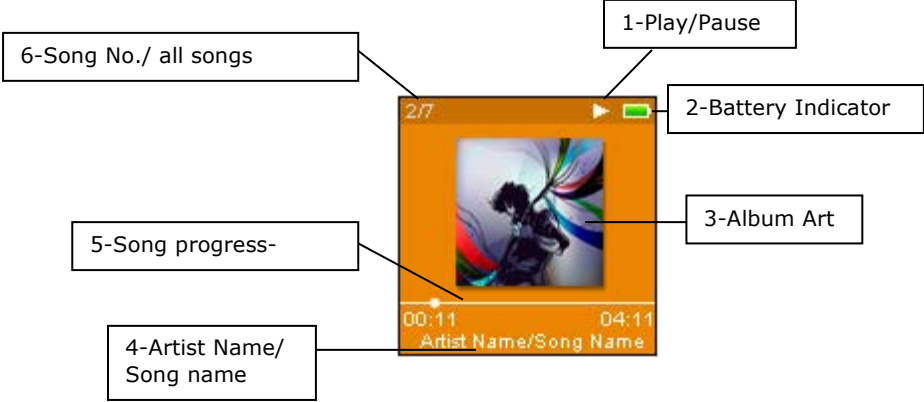 1-Play/Pause
6-Song No./ all songs
2-Battery Indicator
2/7
3-Album Art
5-Song progress-
00:11 04:11
Artist Name/Song Name
4-Artist Name/
Song name